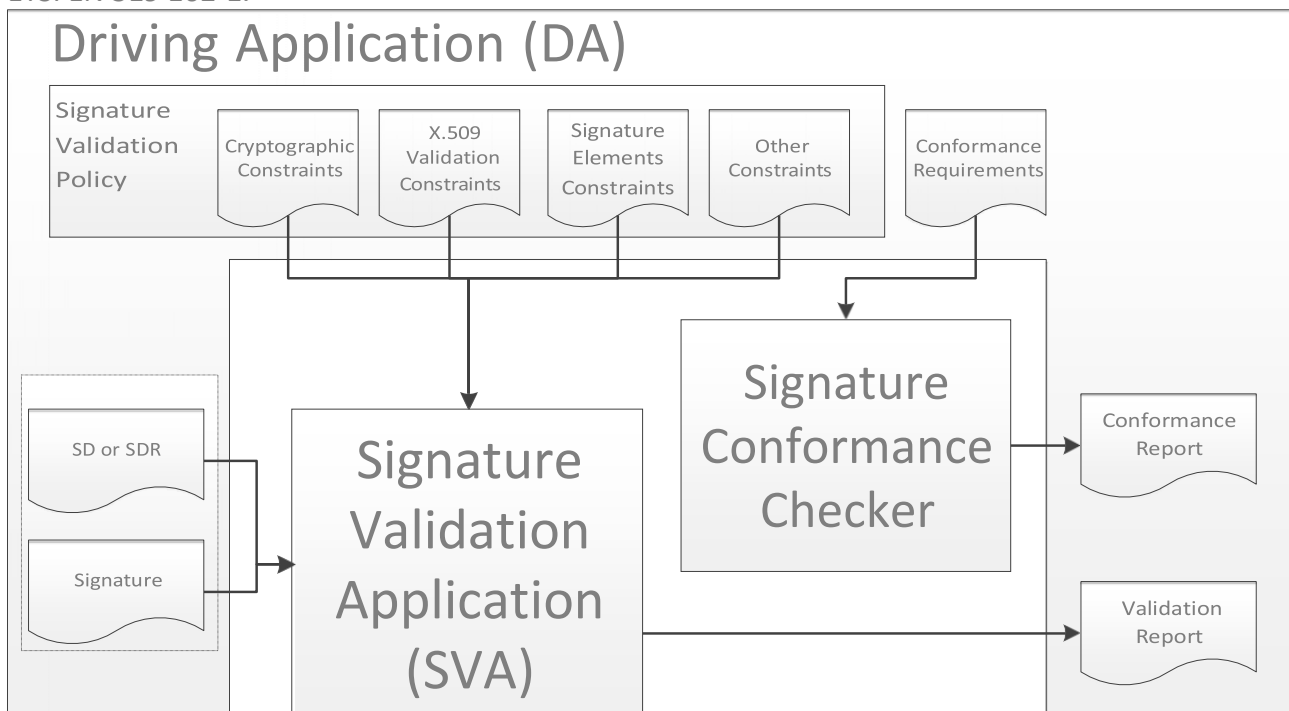 Driving Application (DA)
Signature
Validation
Policy
Cryptographic
Constraints
X.509
Validation
Constraints
Signature
Elements
Constraints
Other
Constraints
Conformance
Requirements
Signature
Conformance
Checker
SD or SDR
Signature
Signature
Validation
Application
(SVA)
Conformance
Report
Validation
Report